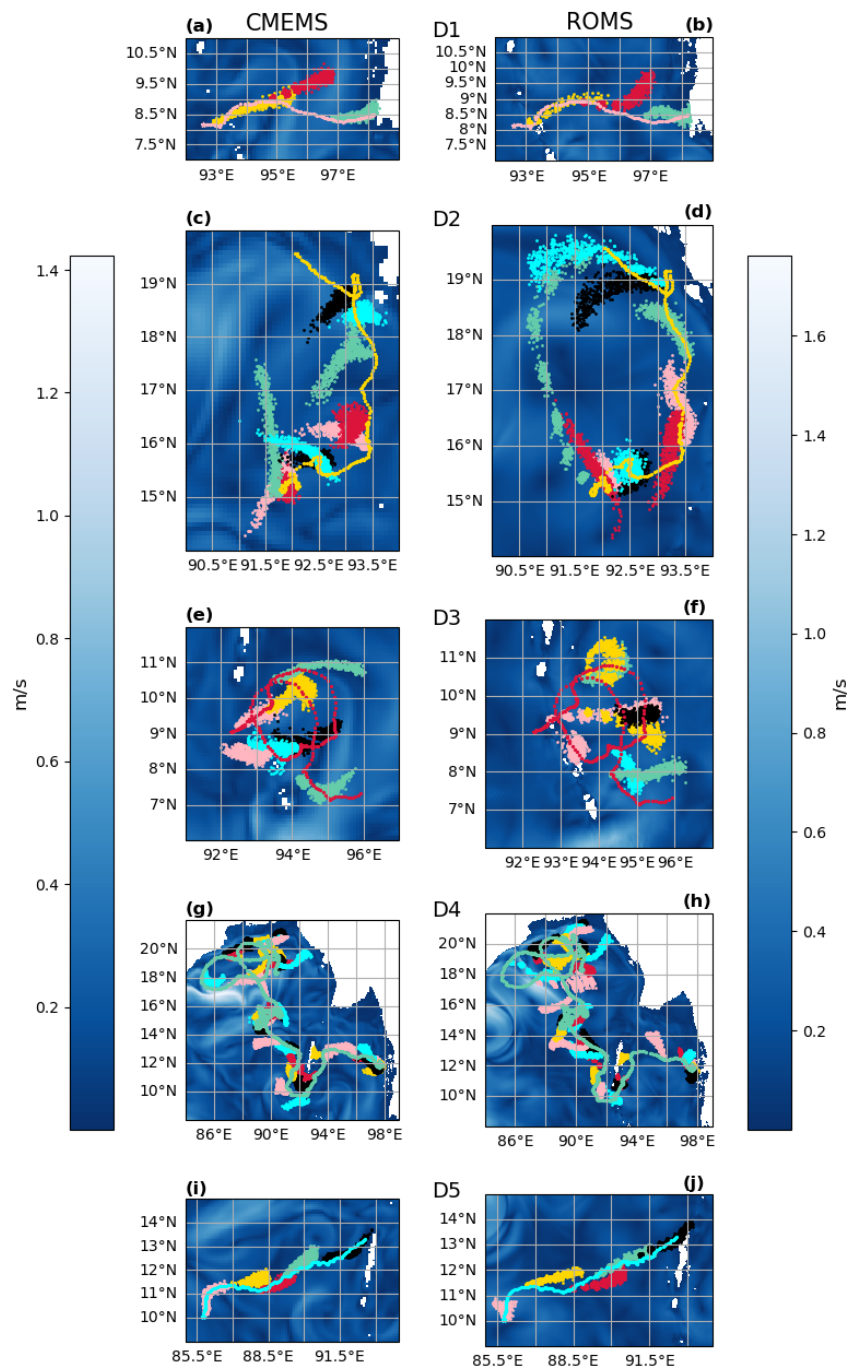 CMEMS
ROMS
(a)
D1
(b)
10.5°N
9.5°N
8.5°N
7.5°N
93°E
95°E
97°E
10.5°N
10°N
9.5°N
9°N
8.5°N
8°N
7.5°N
93°E
95°E
97°E
(c)
D2
(d)
19°N
18°N
17°N
16°N
15°N
90.5°E
91.5°E
92.5°E
93.5°E
19°N
18°N
17°N
16°N
15°N
90.5°E
91.5°E
92.5°E
93.5°E
1.4
1.2
1.0
0.8
0.6
0.4
0.2
m/s
1.6
1.4
1.2
1.0
0.8
0.6
0.4
0.2
m/s
(e)
D3
(f)
11°N
10°N
9°N
8°N
7°N
92°E
94°E
96°E
11°N
10°N
9°N
8°N
7°N
92°E
93°E
94°E
95°E
96°E
(g)
D4
(h)
20°N
18°N
16°N
14°N
12°N
10°N
86°E
90°E
94°E
98°E
22°N
20°N
18°N
16°N
14°N
12°N
10°N
86°E
90°E
94°E
98°E
(i)
D5
(j)
14°N
13°N
12°N
11°N
10°N
85.5°E
88.5°E
91.5°E
15°N
14°N
13°N
12°N
11°N
10°N
85.5°E
88.5°E
91.5°E